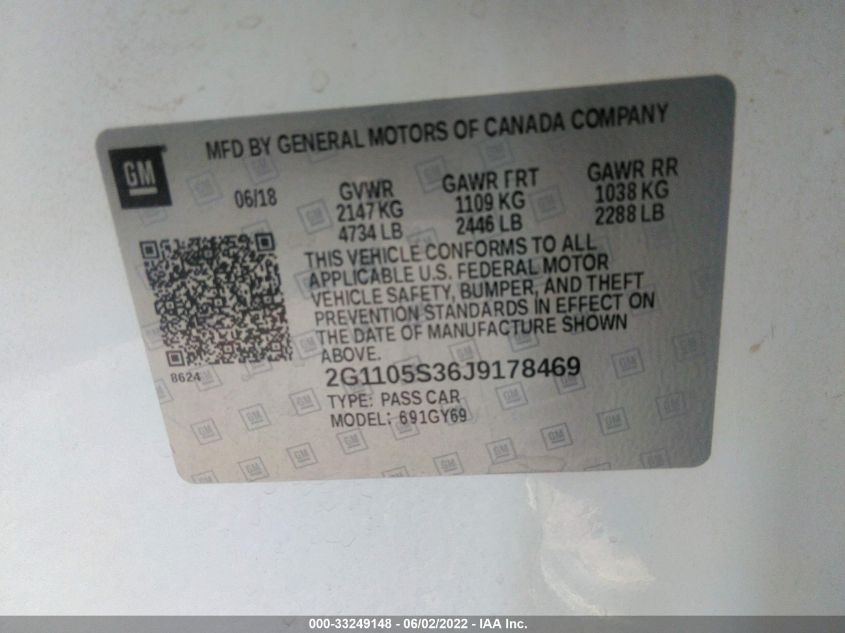 GM
MFD BY GENERAL MOTORS OF CANADA COMPANY
06/18
GVWR
2147 KG
4734 LB
GAWR FRT
1109 KG
2446 LB
GAWR RR
1038 KG
2288 LB
THIS VEHICLE CONFORMS TO ALL
APPLICABLE U.S. FEDERAL MOTOR
VEHICLE SAFETY, BUMPER, AND THEFT
PREVENTION STANDARDS IN EFFECT ON
THE DATE OF MANUFACTURE SHOWN
ABOVE.
8624
2G1105S36J9178469
TYPE: PASS CAR
MODEL: 691GY69
000-33249148 - 06/02/2022 - IAA Inc.